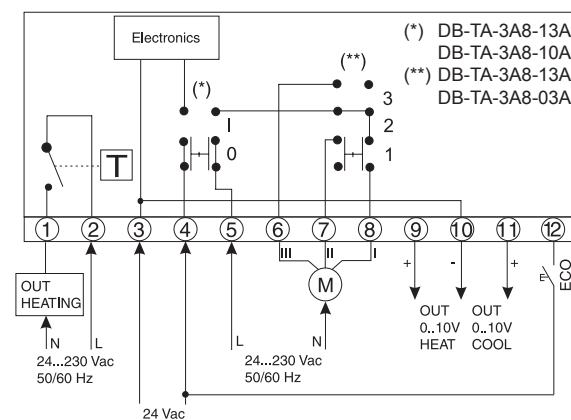 Electronics
(*) DB-TA-3A8-13A
DB-TA-3A8-10A
(**) DB-TA-3A8-13A
DB-TA-3A8-03A
(*)
(**)
3
I
2
0
1
T
1 2 3 4 5 6 7 8 9 10 11 12
III II I
M
+ - +
ECO
OUT
HEATING
OUT
0..10V
HEAT
OUT
0..10V
COOL
N L
24...230 Vac
50/60 Hz
L N
24...230 Vac
50/60 Hz
24 Vac